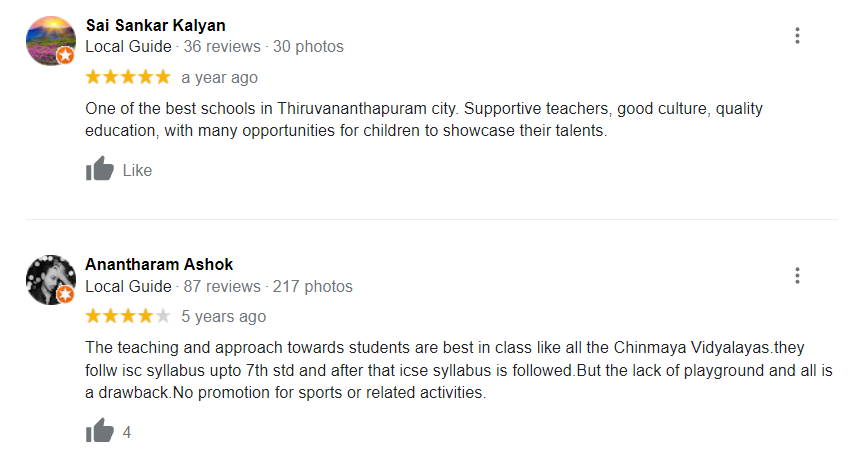 Sai Sankar Kalyan
Local Guide · 36 reviews · 30 photos
a year ago
One of the best schools in Thiruvananthapuram city. Supportive teachers, good culture, quality
education, with many opportunities for children to showcase their talents.
Like
Anantharam Ashok
Local Guide · 87 reviews · 217 photos
5 years ago
The teaching and approach towards students are best in class like all the Chinmaya Vidyalayas.they
follw isc syllabus upto 7th std and after that icse syllabus is followed.But the lack of playground and all is
a drawback.No promotion for sports or related activities.
4